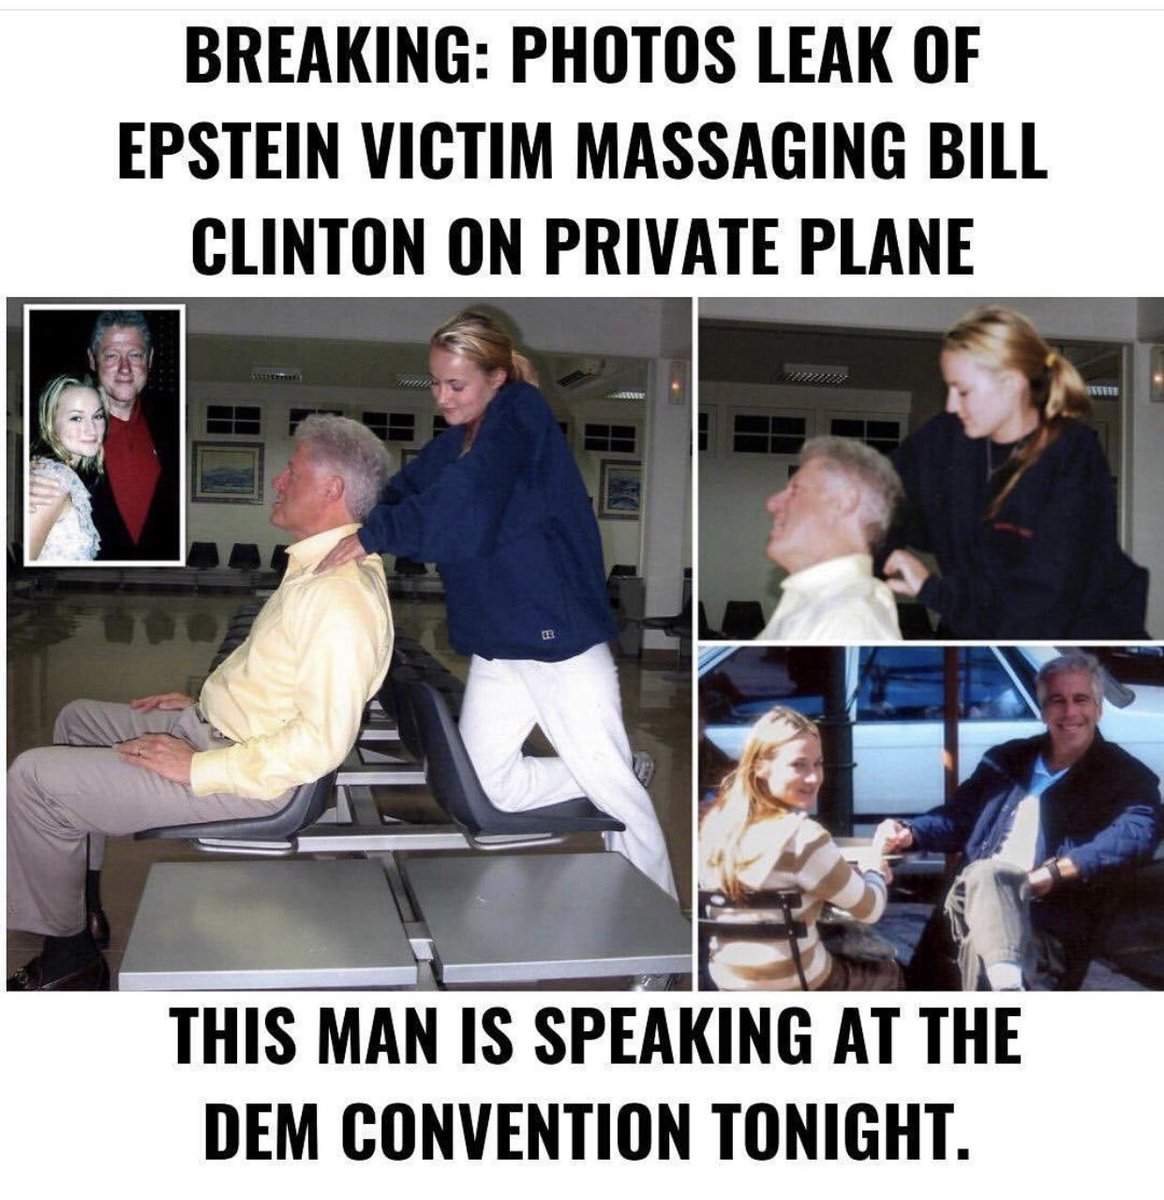 BREAKING: PHOTOS LEAK OF
EPSTEIN VICTIM MASSAGING BILL
CLINTON ON PRIVATE PLANE
THIS MAN IS SPEAKING AT THE
DEM CONVENTION TONIGHT.